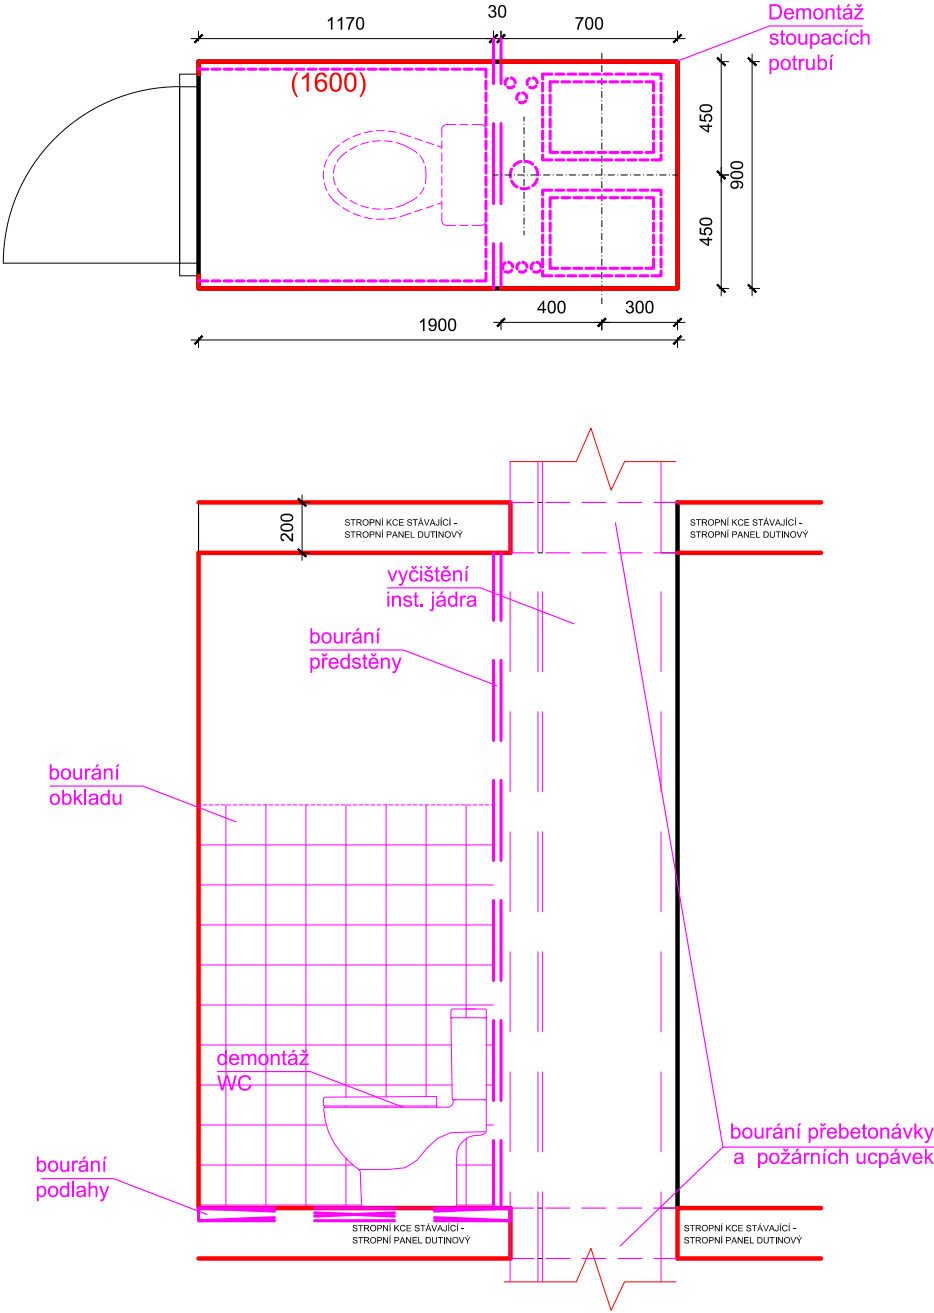 1170
30
700
Demontáž
stoupacích
potrubí
(1600)
450
900
450
400
300
1900
200
STROPNÍ KCE STÁVAJÍCÍ -
STROPNÍ PANEL DUTINOVÝ
STROPNÍ KCE STÁVAJÍCÍ -
STROPNÍ PANEL DUTINOVÝ
vyčištění
inst. jádra
bourání
předstěny
bourání
obkladu
demontáž
WC
bourání přebetonávky
a požárních ucpávek
bourání
podlahy
STROPNÍ KCE STÁVAJÍCÍ -
STROPNÍ PANEL DUTINOVÝ
STROPNÍ KCE STÁVAJÍCÍ -
STROPNÍ PANEL DUTINOVÝ